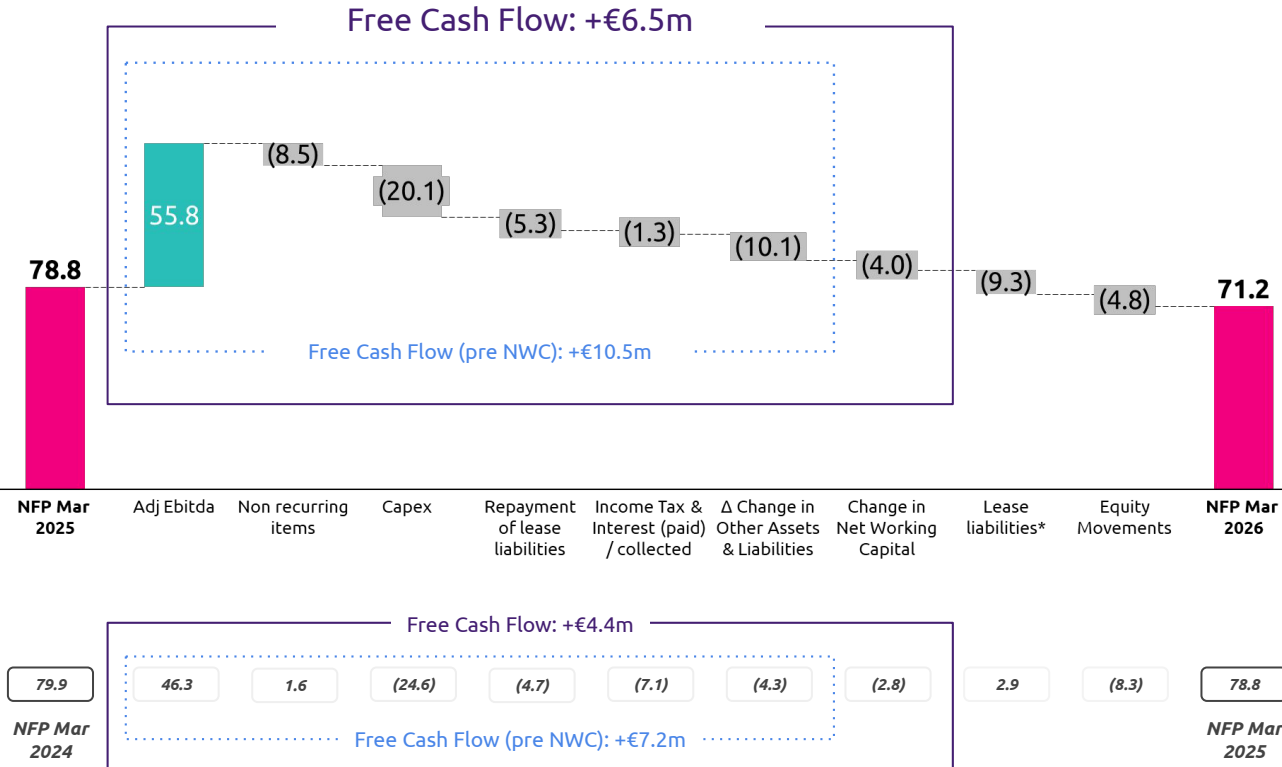 Free Cash Flow: +€6.5m
(8.5)
(20.1)
55.8
(5.3)
(1.3)
(10.1)
(4.0)
78.8
(9.3)
71.2
(4.8)
Free Cash Flow (pre NWC): +€10.5m
NFP Mar
2025
Adj Ebitda
Non recurring
items
Capex
Repayment
of lease
liabilities
Income Tax &
Interest (paid)
/ collected
Δ Change in
Other Assets
& Liabilities
Change in
Net Working
Capital
Lease
liabilities*
Equity
Movements
NFP Mar
2026
Free Cash Flow: +€4.4m
79.9
46.3
1.6
(24.6)
(4.7)
(7.1)
(4.3)
(2.8)
2.9
(8.3)
78.8
NFP Mar
2024
Free Cash Flow (pre NWC): +€7.2m
NFP Mar
2025